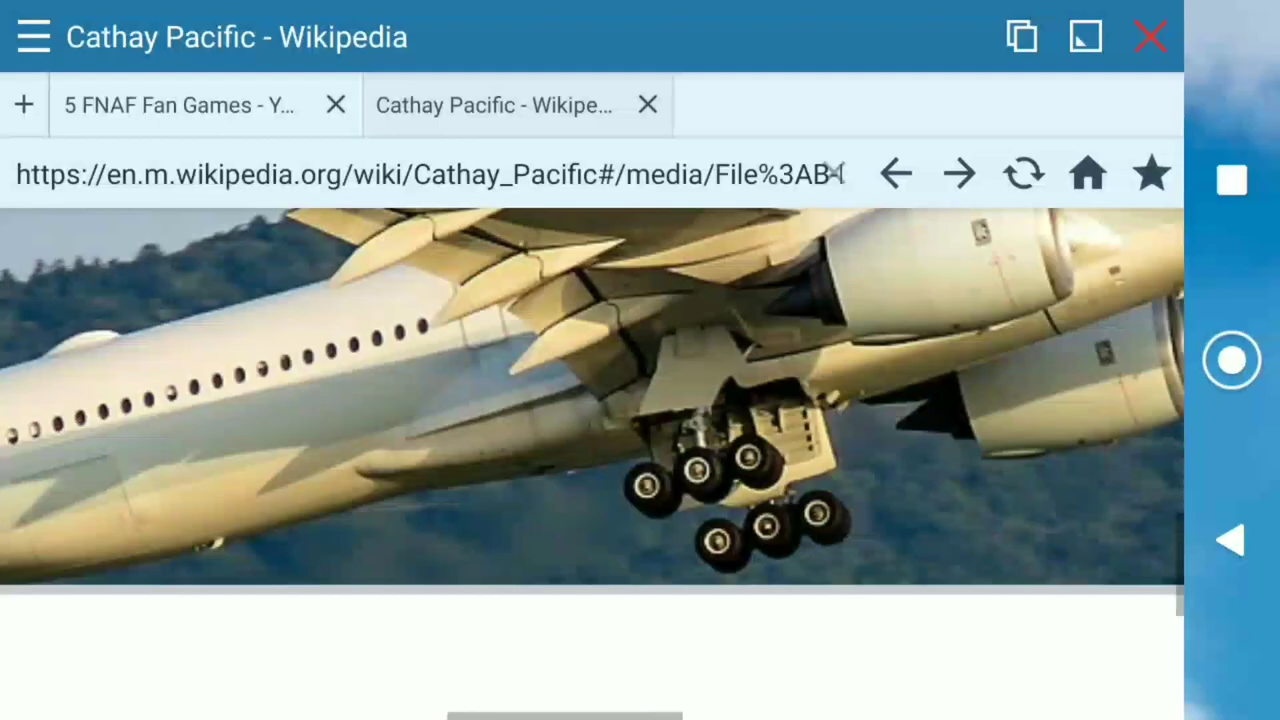 Cathay Pacific - Wikipedia
5 FNAF Fan Games - Y...
Cathay Pacific - Wikipe...
https://en.m.wikipedia.org/wiki/Cathay_Pacific#/media/File%3AB